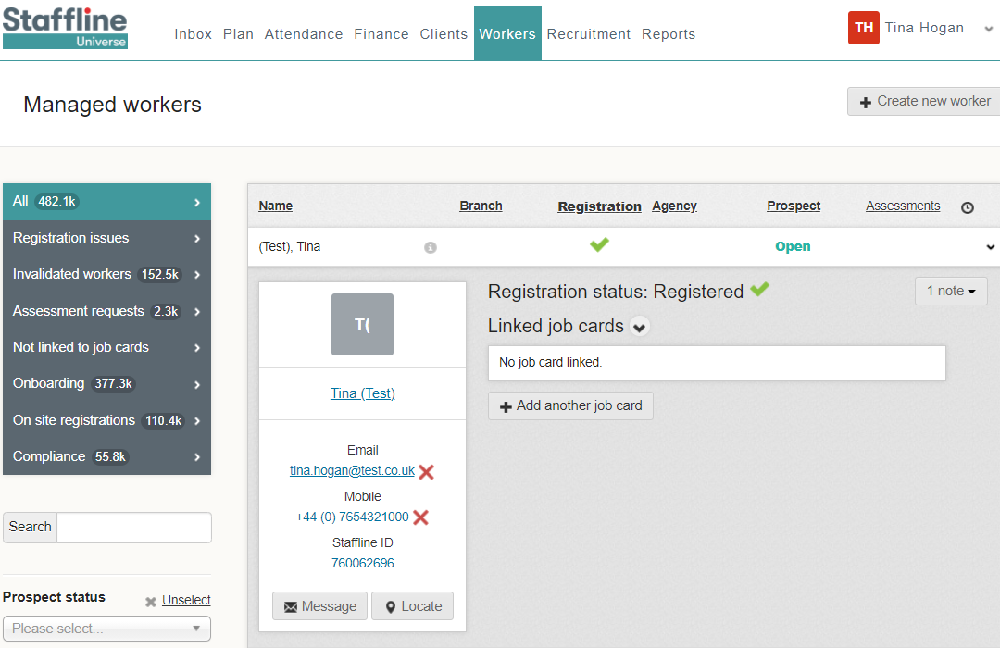 Staffline
Universe
Inbox Plan Attendance Finance Clients Workers Recruitment Reports
TH Tina Hogan
Managed workers
Create new worker
All 482.1k
Registration issues
Invalidated workers 152.5k
Assessment requests 2.3k
Not linked to job cards
Onboarding 377.3k
On site registrations 110.4k
Compliance 55.8k
Search
Prospect status
Unselect
Please select...
Name Branch Registration Agency Prospect Assessments
(Test), Tina Open
T(
Tina (Test)
Email
tina.hogan@test.co.uk
Mobile
+44 (0) 7654321000
Staffline ID
760062696
Message Locate
Registration status: Registered
1 note
Linked job cards
No job card linked.
Add another job card